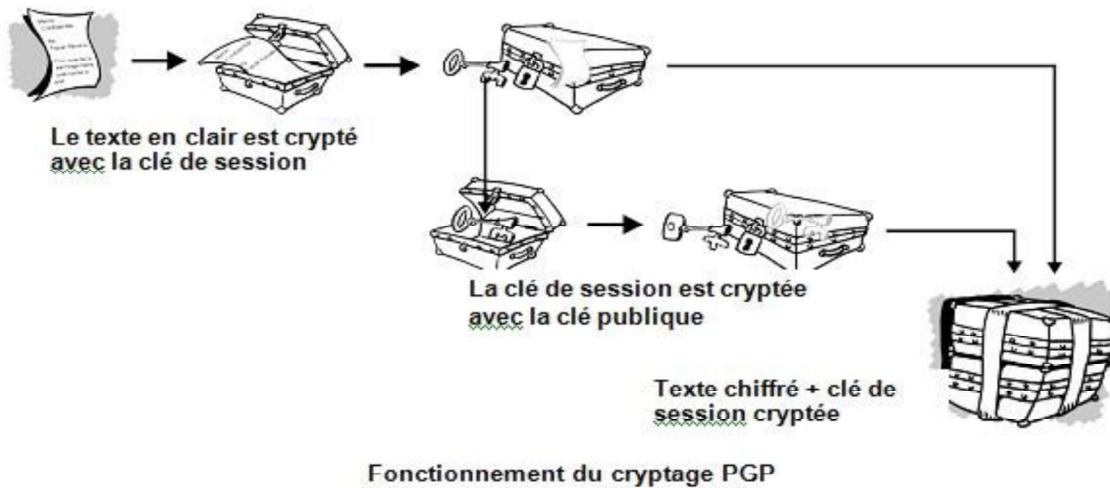 Le texte en clair est crypté
avec la clé de session
La clé de session est cryptée
avec la clé publique
Texte chiffré + clé de
session cryptée
Fonctionnement du cryptage PGP